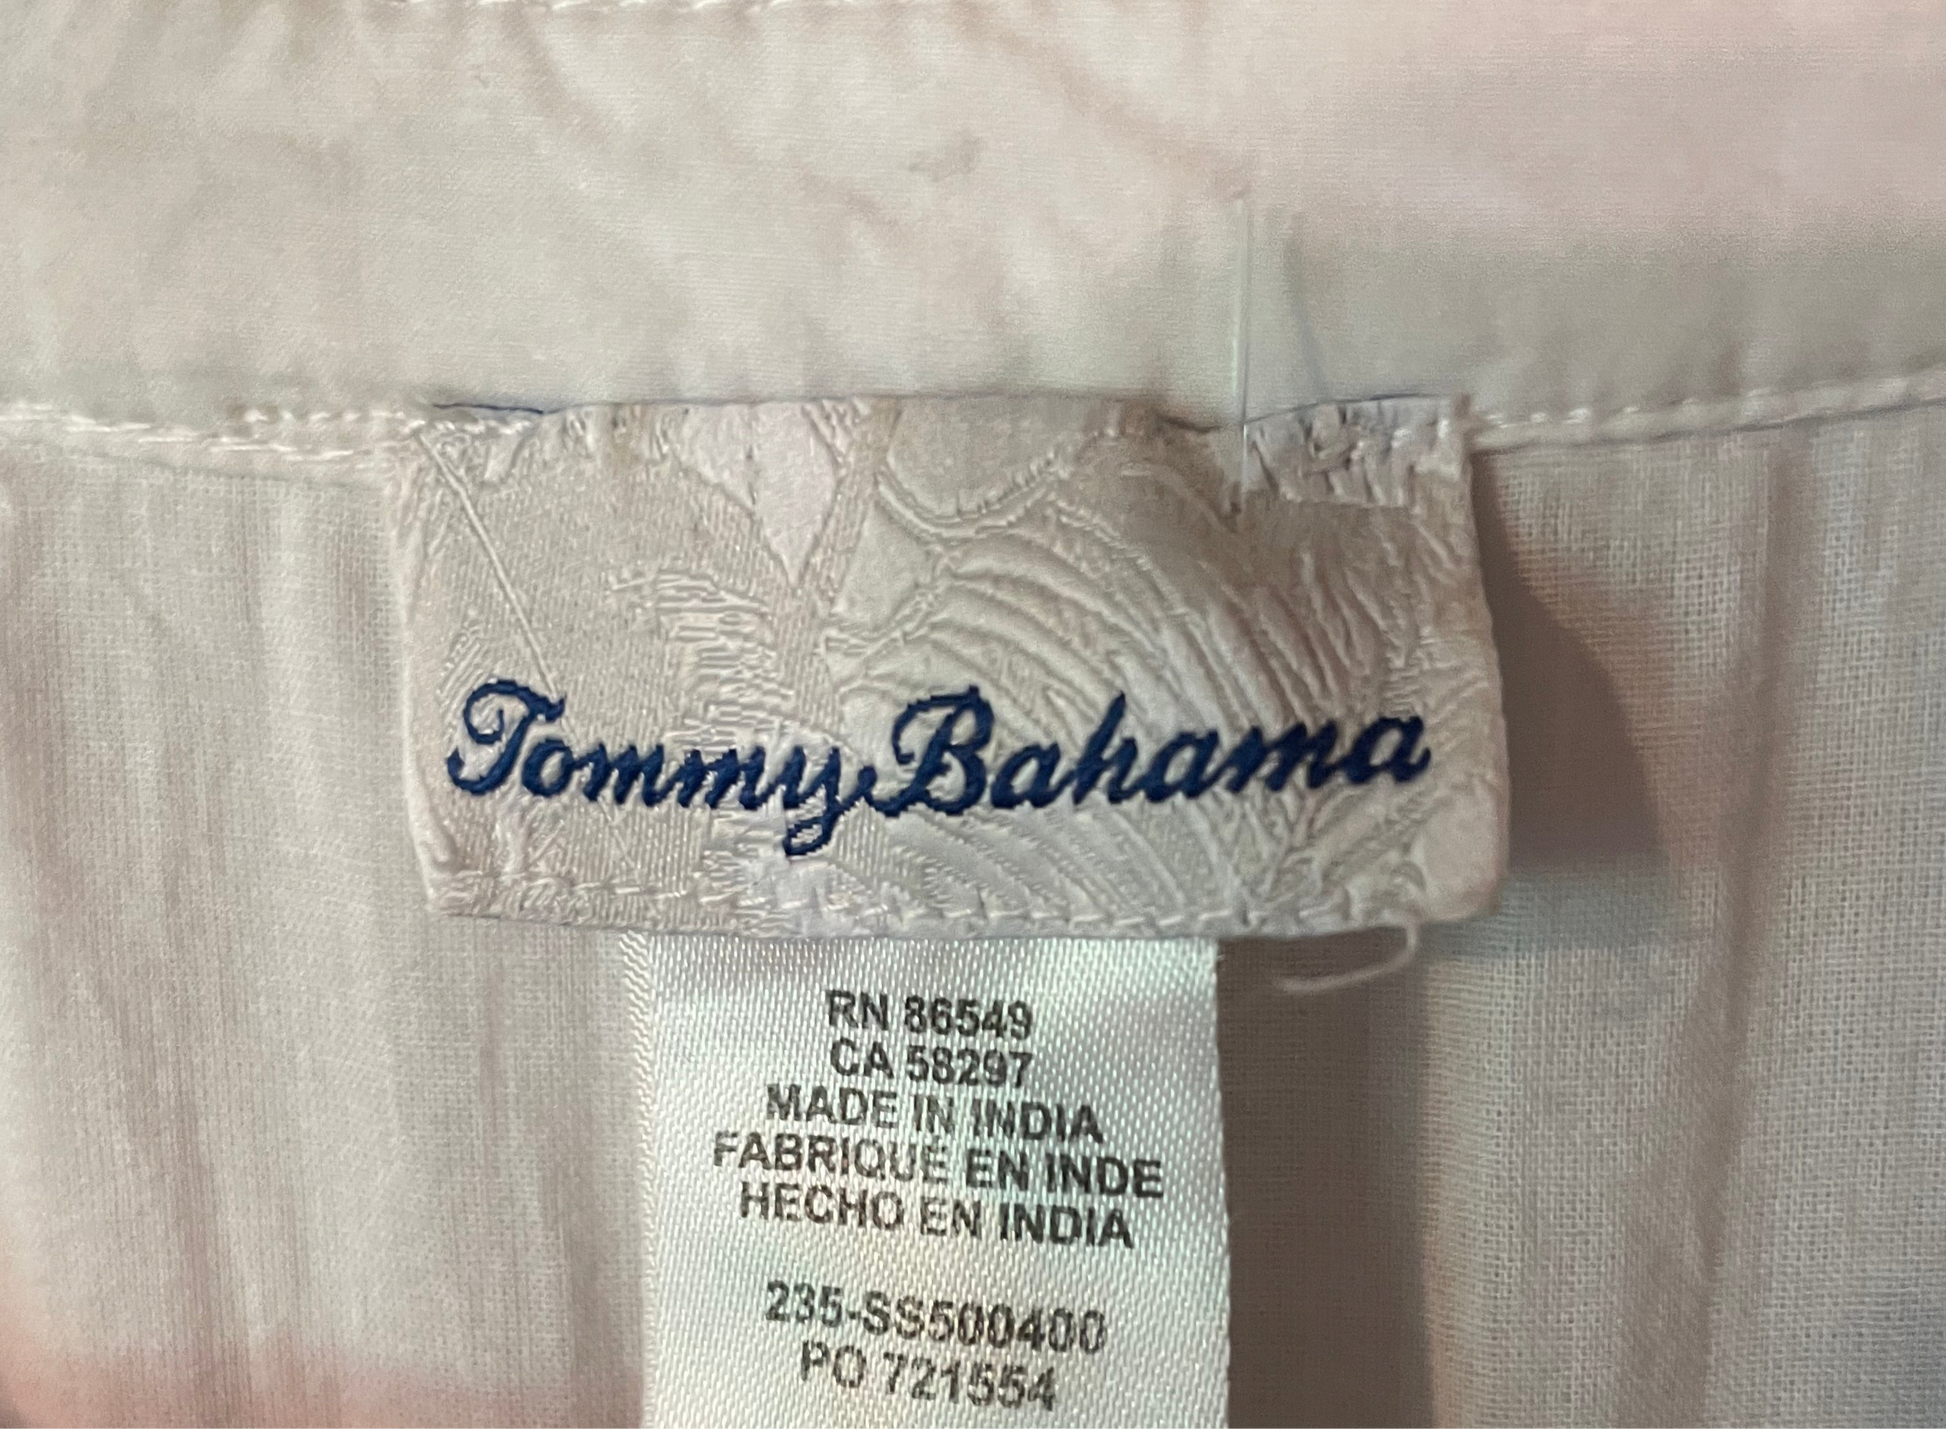 Tommy Bahama
RN 86549
CA 58297
MADE IN INDIA
FABRIQUÉ EN INDE
HECHO EN INDIA
235-SS500400
PO 721554